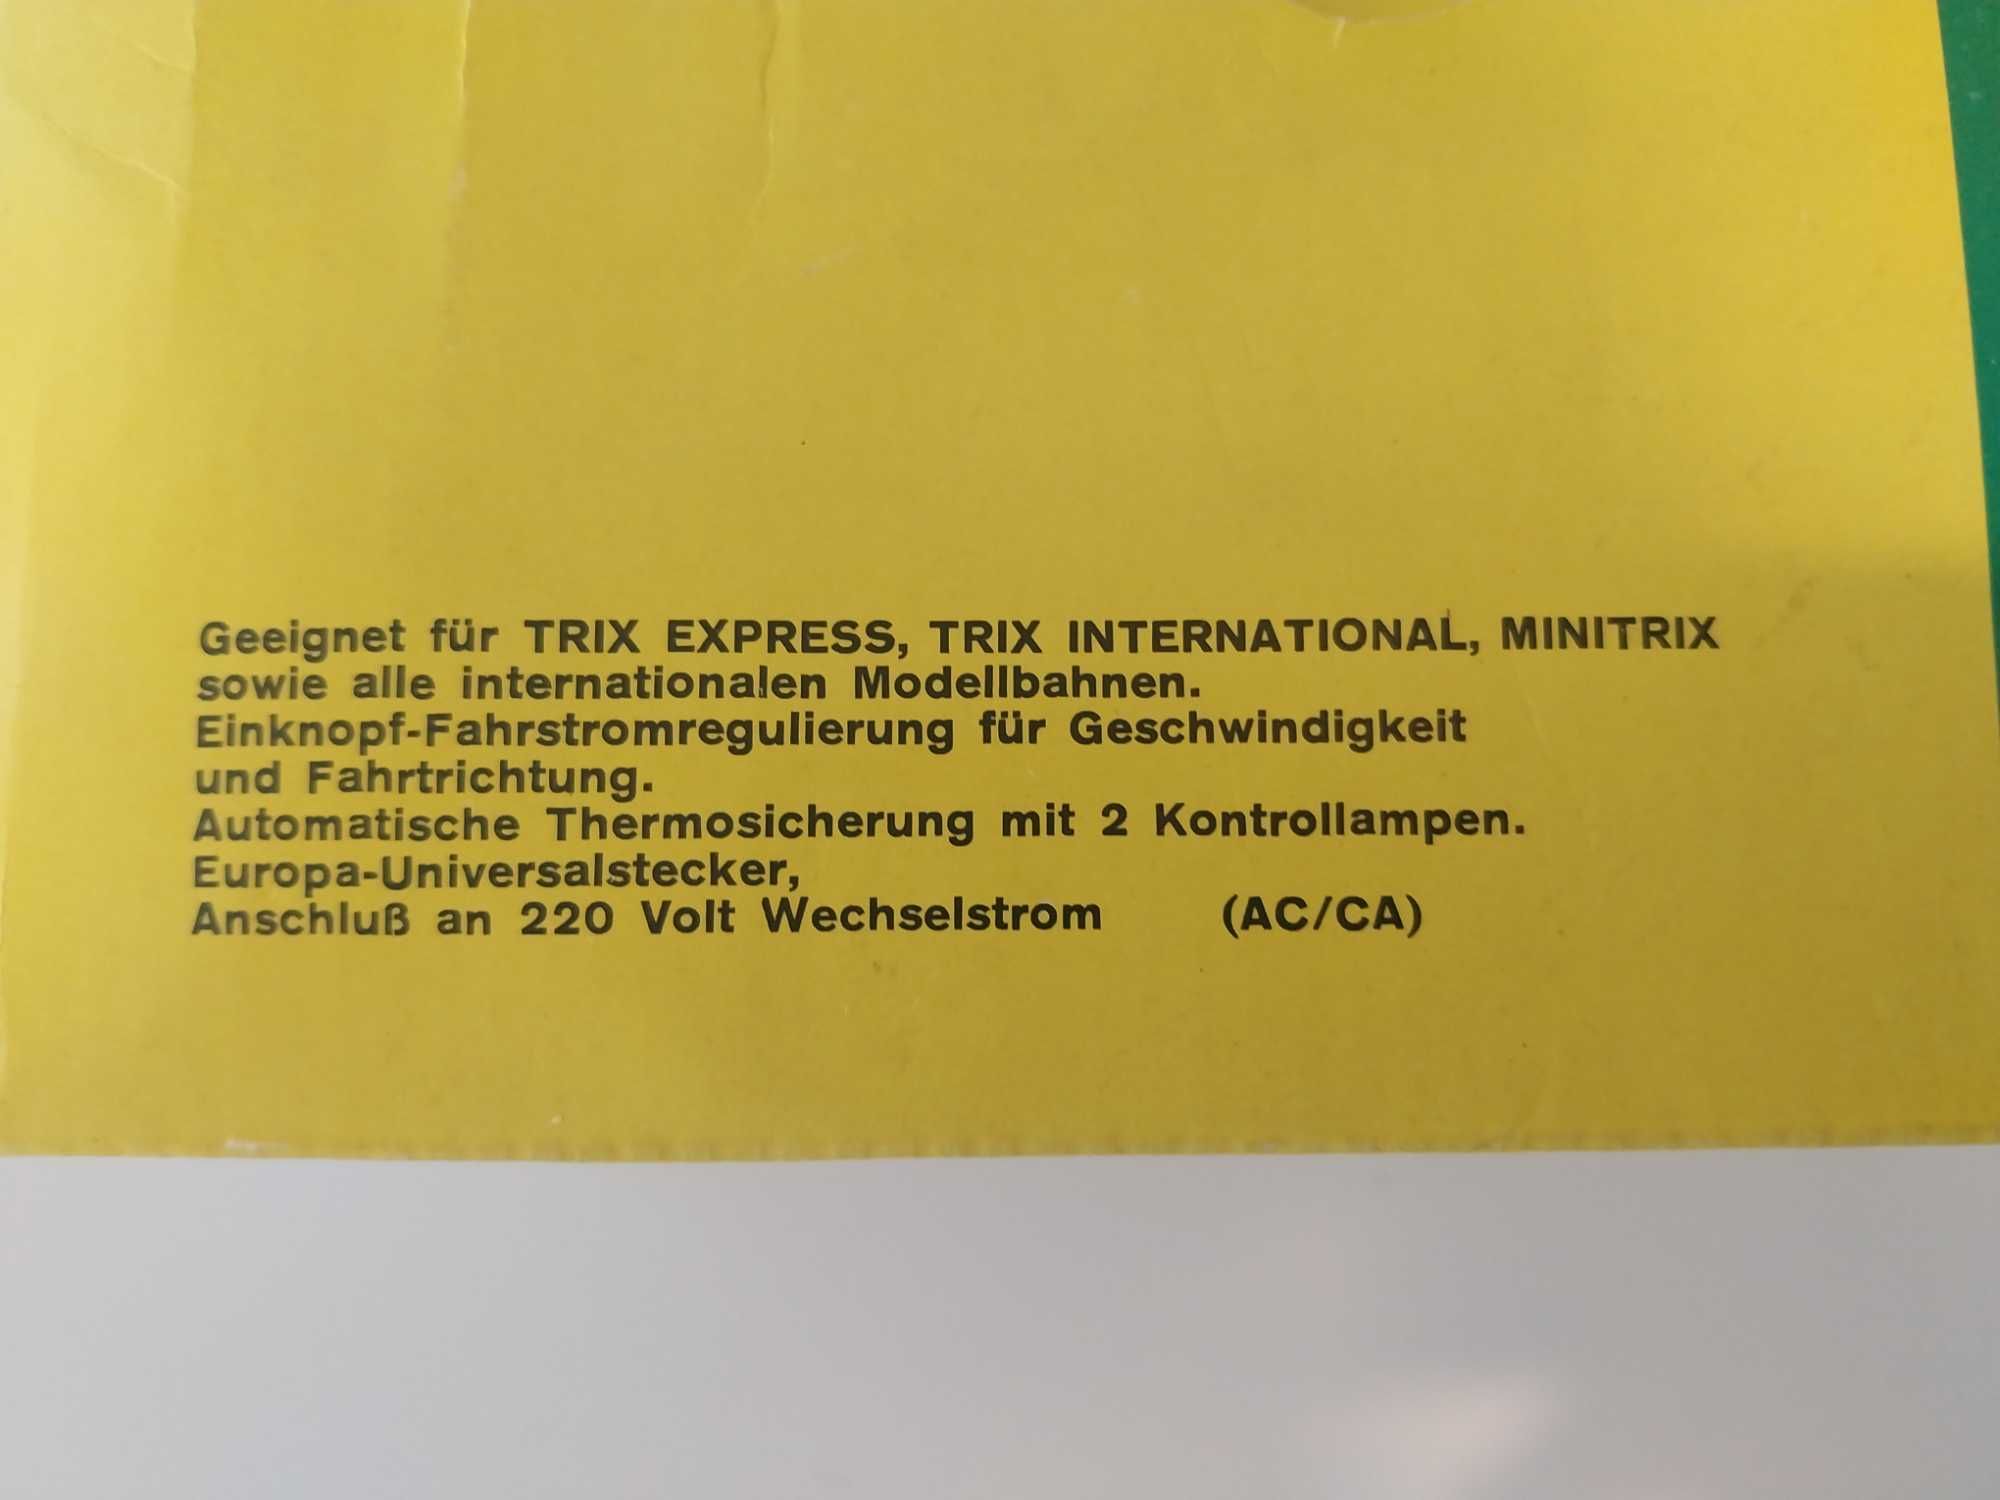 Geeignet für TRIX EXPRESS, TRIX INTERNATIONAL, MINITRIX
sowie alle internationalen Modellbahnen.
Einknopf-Fahrstromregulierung für Geschwindigkeit
und Fahrtrichtung.
Automatische Thermosicherung mit 2 Kontrollampen.
Europa-Universalstecker,
Anschluß an 220 Volt Wechselstrom (AC/CA)